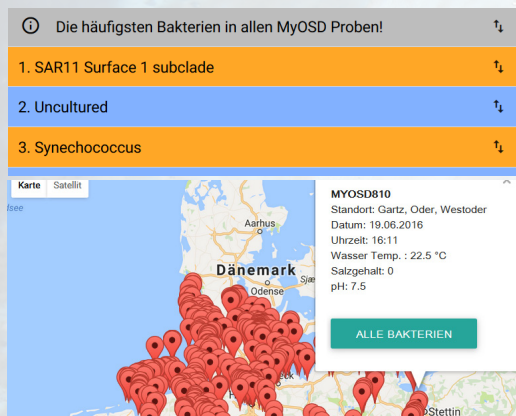 Die häufigsten Bakterien in allen MyOSD Proben!
1. SAR11 Surface 1 subclade
2. Uncultured
3. Synechococcus
Karte Satellit
MYOSD810
Standort: Gartz, Oder, Westoder
Datum: 19.06.2016
Uhrzeit: 16:11
Wasser Temp. : 22.5 °C
Salzgehalt: 0
pH: 7.5
ALLE BAKTERIEN
Aarhus
Dänemark
Odense
Stettin